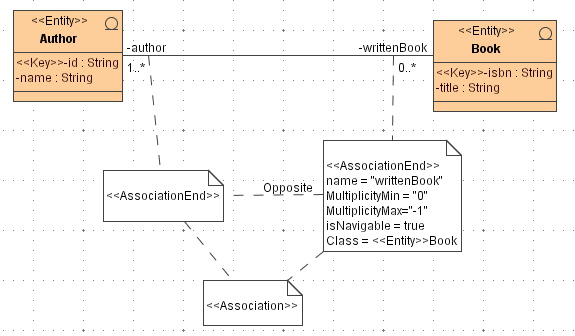 <<Entity>>
Author
<<Key>>-id : String
-name : String
-author
1..*
-writtenBook
0..*
<<Entity>>
Book
<<Key>>-isbn : String
-title : String
<<AssociationEnd>>
Opposite
<<AssociationEnd>>
name = "writtenBook"
MultiplicityMin = "0"
MultiplicityMax="-1"
isNavigable = true
Class = <<Entity>>Book
<<Association>>